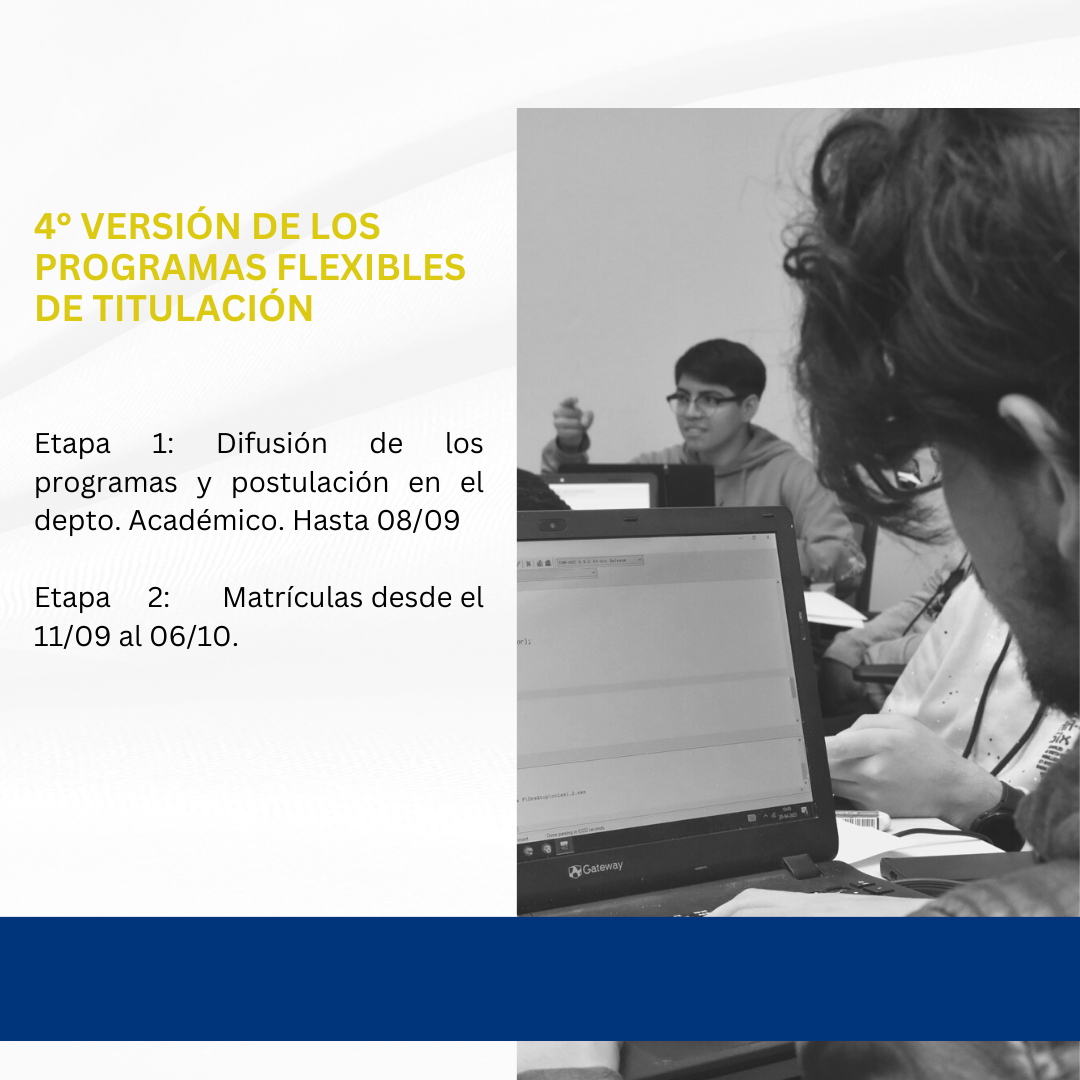 4° VERSIÓN DE LOS
PROGRAMAS FLEXIBLES
DE TITULACIÓN
Etapa 1: Difusión de los
programas y postulación en el
depto. Académico. Hasta 08/09
Etapa 2: Matrículas desde el
11/09 al 06/10.
Gateway